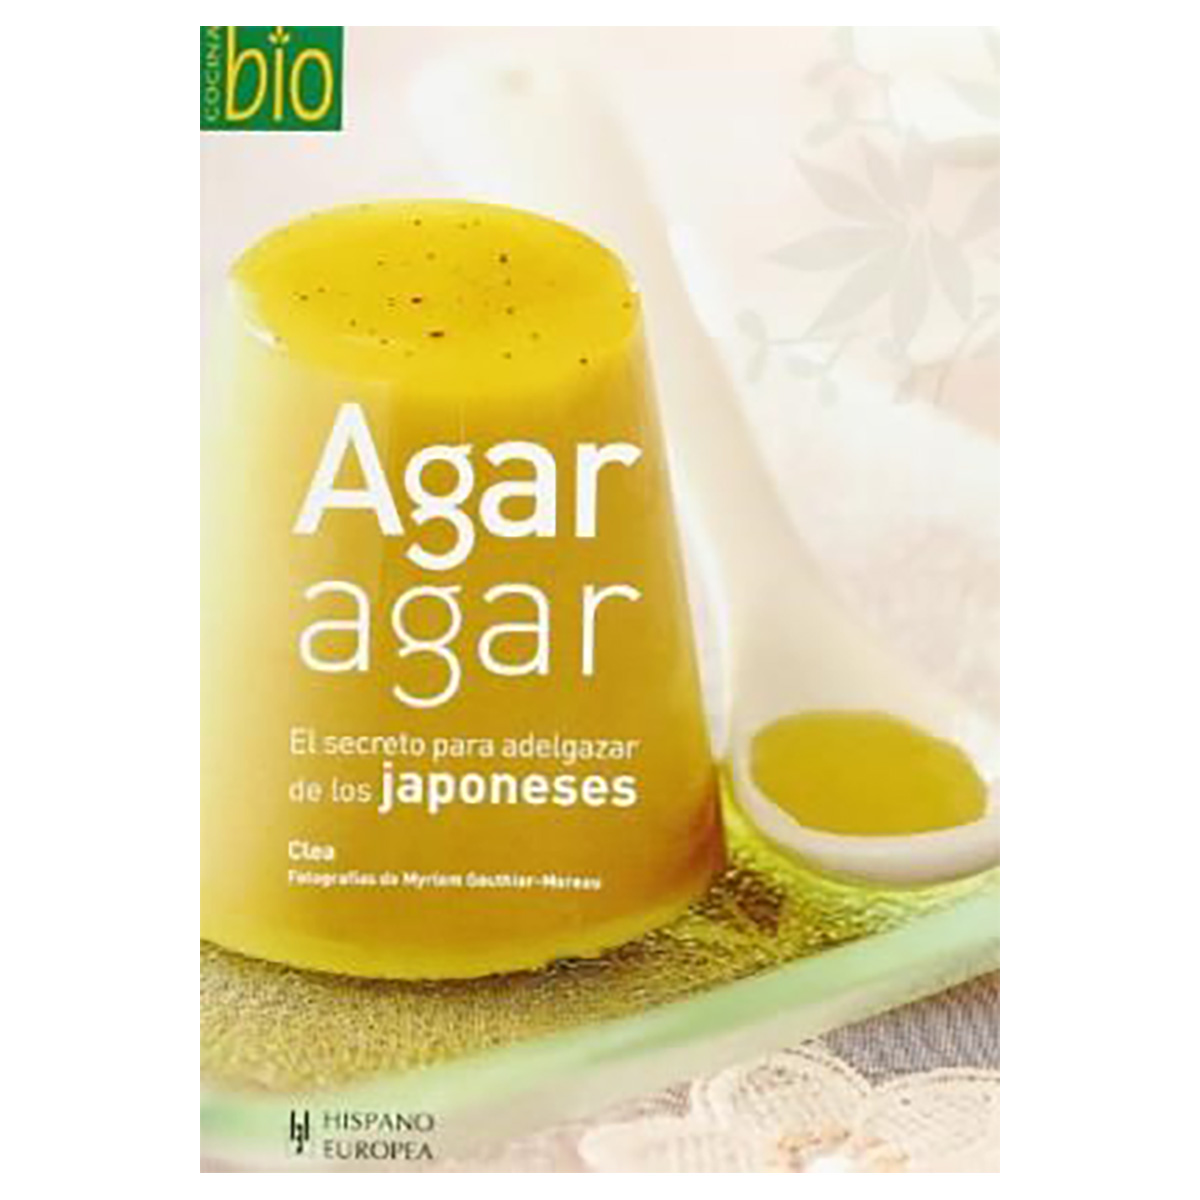 COCINA
bio
Agar
agar
El secreto para adelgazar
de los japoneses
Clea
Fotografías de Myriam Gauthier-Moreau
HISPANO
EUROPEA